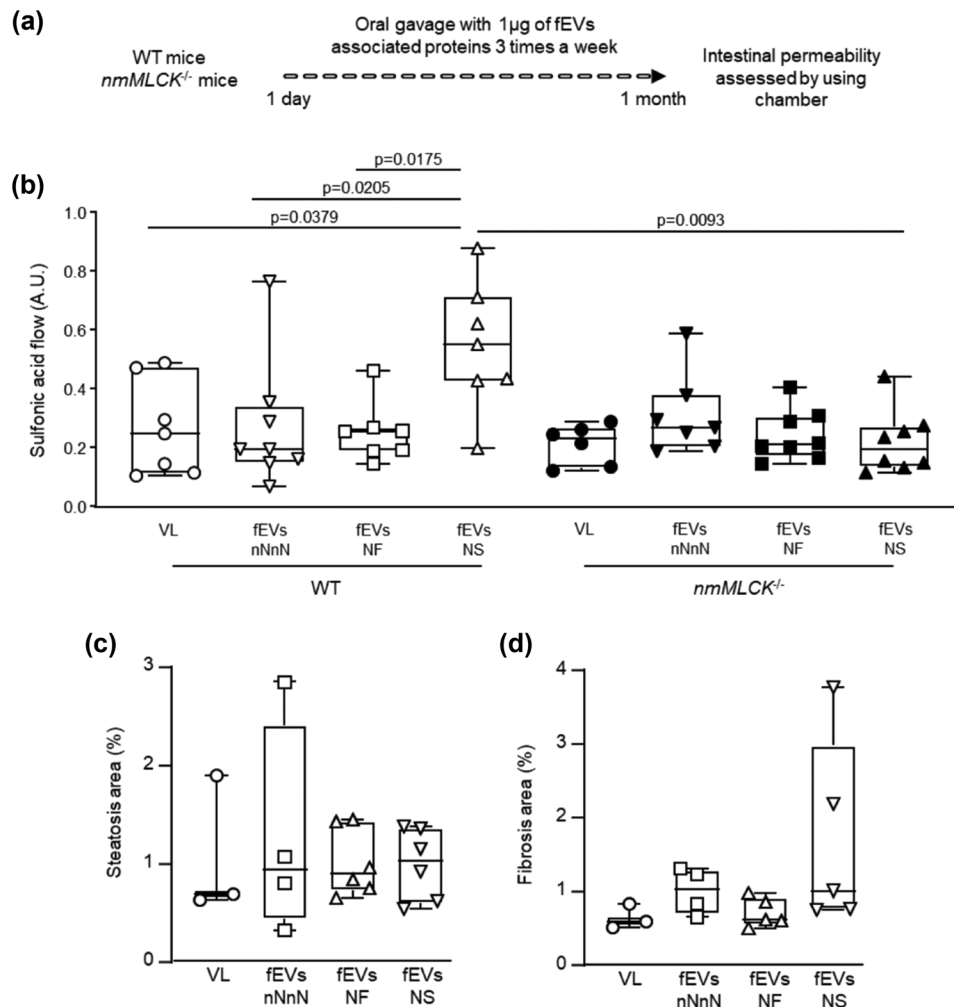 (a)
WT mice
nmMLCK-/- mice
Oral gavage with 1µg of fEVs
associated proteins 3 times a week
1 day
1 month
Intestinal permeability
assessed by using
chamber
(b)
p=0.0175
p=0.0205
p=0.0379
p=0.0093
Sulfonic acid flow (A.U.)
1.0
0.8
0.6
0.4
0.2
0.0
VL
fEVs
nNnN
fEVs
NF
fEVs
NS
VL
fEVs
nNnN
fEVs
NF
fEVs
NS
WT
nmMLCK-/-
(c)
Steatosis area (%)
3
2
1
0
VL
fEVs
nNnN
fEVs
NF
fEVs
NS
(d)
Fibrosis area (%)
4
3
2
1
0
VL
fEVs
nNnN
fEVs
NF
fEVs
NS